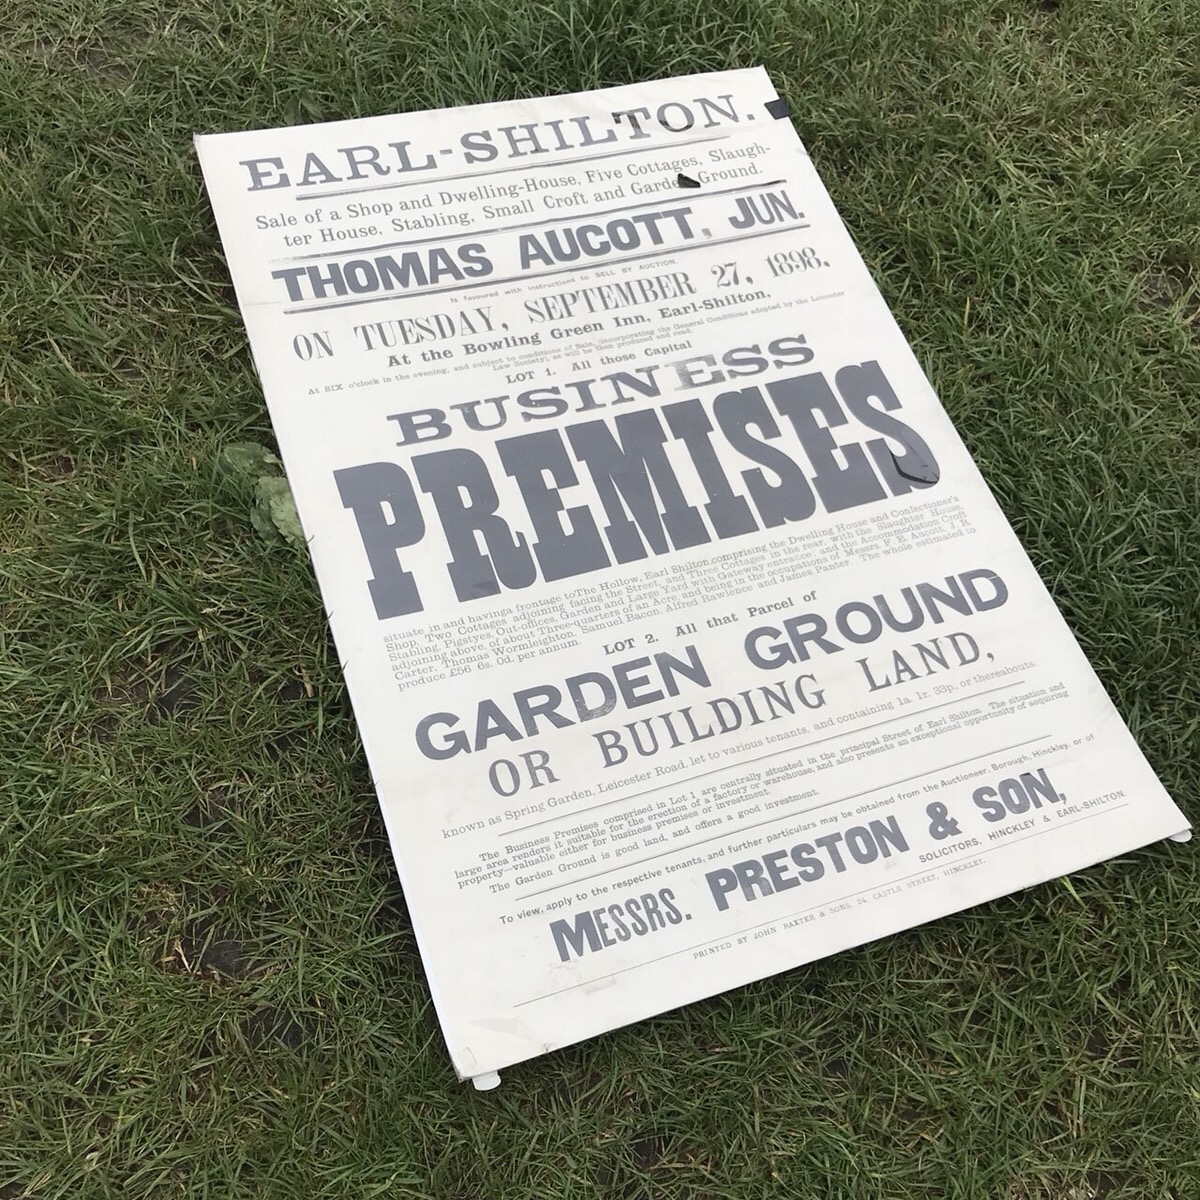 EARL-SHILTON.
Sale of a Shop and Dwelling-House, Five Cottages, Slaugh-
ter House, Stabling, Small Croft and Garden Ground.
THOMAS AUCOTT, JUN.
Is favoured with instructions to SELL BY AUCTION,
ON TUESDAY, SEPTEMBER 27, 1898,
At the Bowling Green Inn, Earl-Shilton,
At SIX o'clock in the evening, and subject to conditions of Sale, (incorporating the General Conditions adopted by the Leicester
Law Society), as will be then produced and read.
LOT 1. All those Capital
BUSINESS
PREMISES
situate in and havinga frontage toThe Hollow, Earl Shilton.comprising the Dwelling House and Confectioner's
Shop, Two Cottages adjoining facing the Street, and Three Cottages in the rear, with the Slaughter House,
Stabling, Pigstyes, Out-offices, Garden and Large Yard with Gateway entrance; and the Accommodation Croft
adjoining above, of about Three-quarters of an Acre, and being in the occupations of Messrs. F. E. Aucott, J. R.
Carter, Thomas Wormleighton, Samuel Bacon, Alfred Rawlence and James Panter. The whole estimated to
produce £56 6s. 0d. per annum.
LOT 2. All that Parcel of
GARDEN GROUND
OR BUILDING LAND,
known as Spring Garden, Leicester Road, let to various tenants, and containing 1a. 1r. 33p. or thereabouts.
The Business Premises comprised in Lot 1 are centrally situated in the principal Street of Earl Shilton. The situation and
large area renders it suitable for the erection of a factory or warehouse, and also presents an exceptional opportunity of acquiring
property—valuable either for business premises or investment.
The Garden Ground is good land, and offers a good investment.
To view, apply to the respective tenants, and further particulars may be obtained from the Auctioneer, Borough, Hinckley, or of
MESSRS. PRESTON & SON,
SOLICITORS, HINCKLEY & EARL-SHILTON.
PRINTED BY JOHN BAXTER & SONS, 24, CASTLE STREET, HINCKLEY.